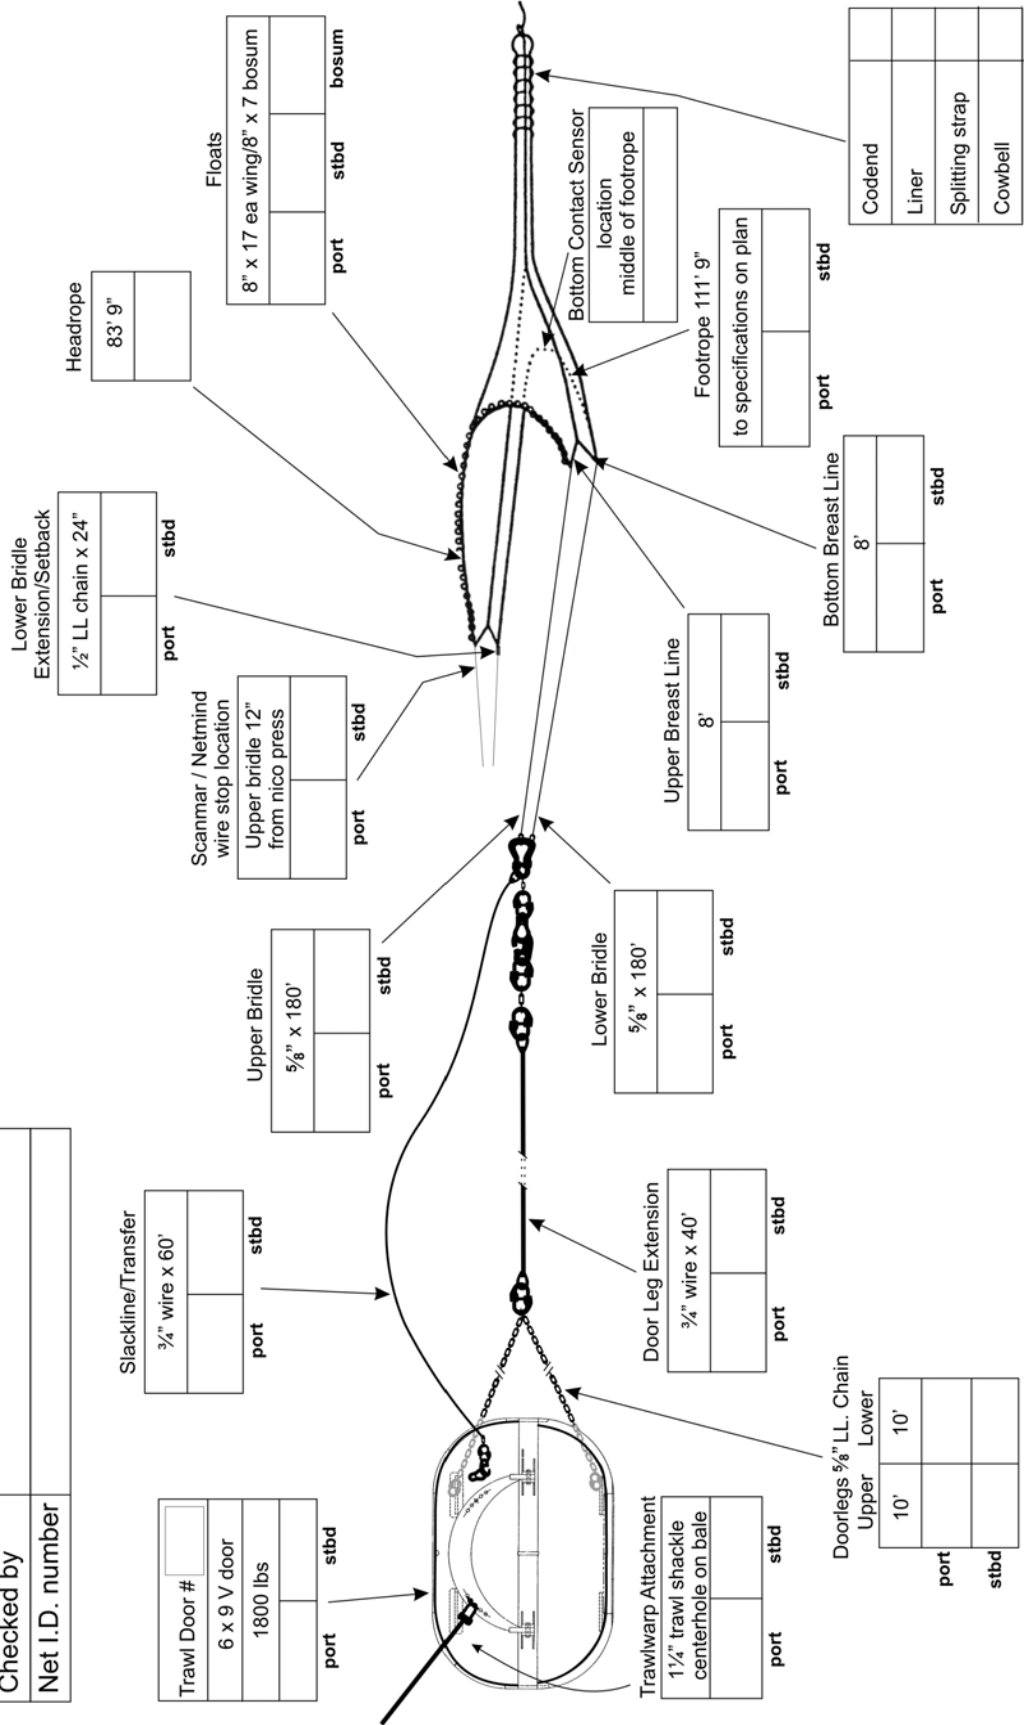 Checked by
Net I.D. number
Trawl Door #
6 x 9 V door
1800 lbs
port stbd
Slackline/Transfer
¾” wire x 60’
port stbd
Upper Bridle
⅝” x 180’
port stbd
Scanmar / Netmind
wire stop location
Upper bridle 12”
from nico press
port stbd
Lower Bridle
Extension/Setback
½” LL chain x 24”
port stbd
Headrope
83’ 9”
Floats
8” x 17 ea wing/8” x 7 bosum
port stbd bosum
Trawlwarp Attachment
1¼” trawl shackle
centerhole on bale
port stbd
Doorlegs ⅝” LL. Chain
Upper Lower
10’ 10’
port
stbd
Door Leg Extension
¾” wire x 40’
port stbd
Lower Bridle
⅝” x 180’
port stbd
Upper Breast Line
8’
port stbd
Bottom Breast Line
8’
port stbd
Footrope 111’ 9”
to specifications on plan
port stbd
Bottom Contact Sensor
location
middle of footrope
Codend
Liner
Splitting strap
Cowbell